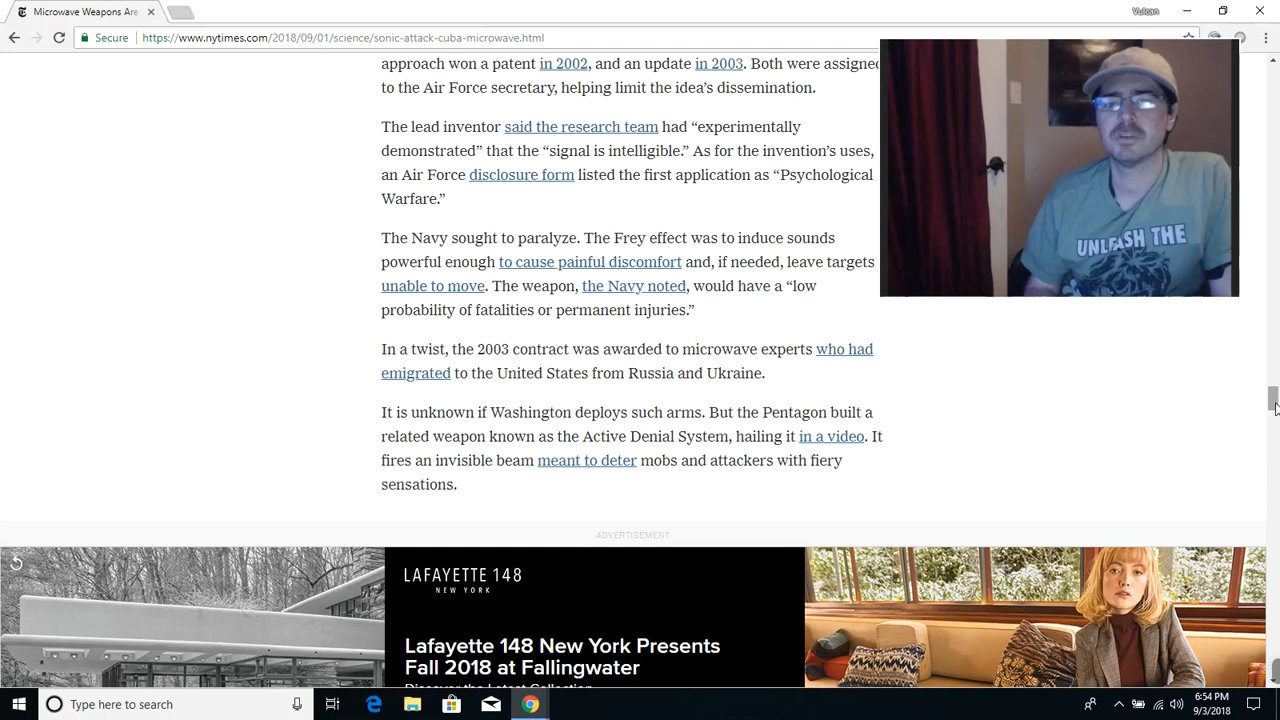 Microwave Weapons Are
Vulcan
Secure
https://www.nytimes.com/2018/09/01/science/sonic-attack-cuba-microwave.html
approach won a patent in 2002, and an update in 2003. Both were assigned
to the Air Force secretary, helping limit the idea’s dissemination.
The lead inventor said the research team had “experimentally
demonstrated” that the “signal is intelligible.” As for the invention’s uses,
an Air Force disclosure form listed the first application as “Psychological
Warfare.”
The Navy sought to paralyze. The Frey effect was to induce sounds
powerful enough to cause painful discomfort and, if needed, leave targets
unable to move. The weapon, the Navy noted, would have a “low
probability of fatalities or permanent injuries.”
In a twist, the 2003 contract was awarded to microwave experts who had
emigrated to the United States from Russia and Ukraine.
It is unknown if Washington deploys such arms. But the Pentagon built a
related weapon known as the Active Denial System, hailing it in a video. It
fires an invisible beam meant to deter mobs and attackers with fiery
sensations.
UNLEASH THE
ADVERTISEMENT
LAFAYETTE 148
NEW YORK
Lafayette 148 New York Presents
Fall 2018 at Fallingwater
Discover the Latest Collection
Type here to search
6:54 PM
9/3/2018